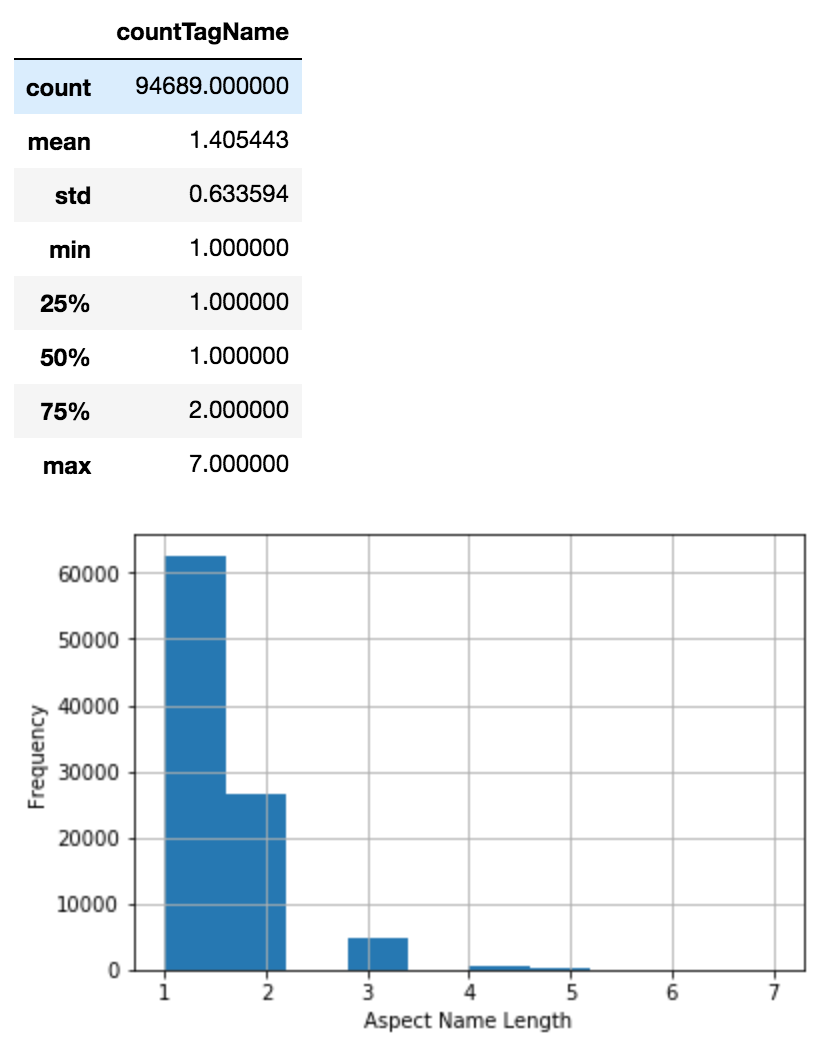 countTagName
count 94689.000000
mean 1.405443
std 0.633594
min 1.000000
25% 1.000000
50% 1.000000
75% 2.000000
max 7.000000
60000
50000
40000
30000
20000
10000
0
Frequency
1 2 3 4 5 6 7
Aspect Name Length